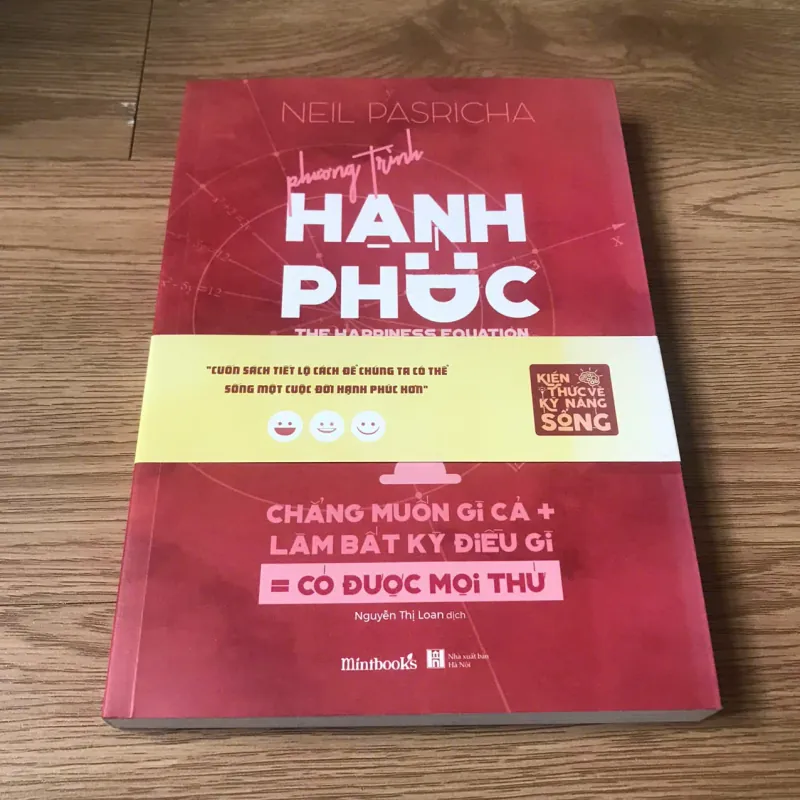 NEIL PASRICHA
phương trình
HẠNH
PHÚC
THE HAPPINESS EQUATION
"CUỐN SÁCH TIẾT LỘ CÁCH ĐỂ CHÚNG TA CÓ THỂ
SỐNG MỘT CUỘC ĐỜI HẠNH PHÚC HƠN"
KIẾN
THỨC VỀ
KỸ NĂNG
SỐNG
CHẲNG MUỐN GÌ CẢ +
LÀM BẤT KỲ ĐIỀU GÌ
= CÓ ĐƯỢC MỌI THỨ
Nguyễn Thị Loan dịch
mintbooks
Nhà xuất bản
Hà Nội